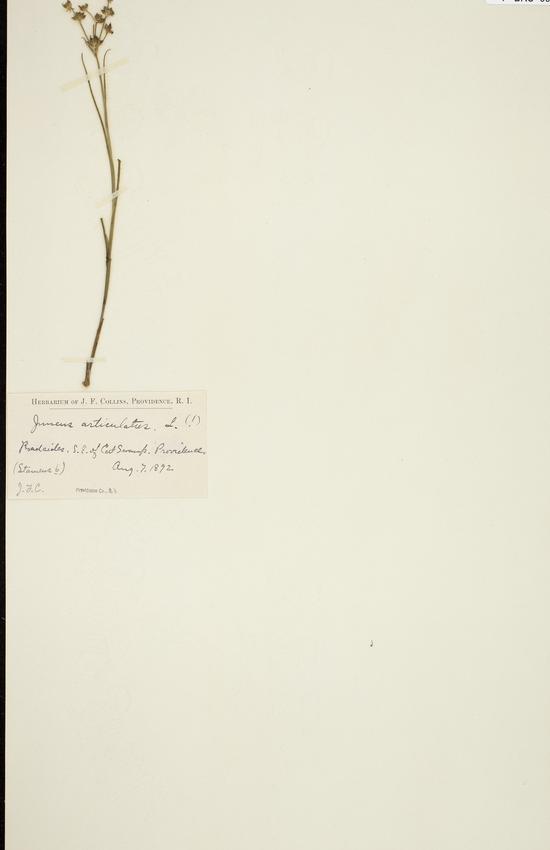 HERBARIUM OF J. F. COLLINS, PROVIDENCE, R. I.
Juncus articulatus, L. (!)
Roadsides, S.E. of Cat Swamp, Providence,
(Stamens 6) Aug. 7. 1892
J.F.C. Providence Co., R. I.